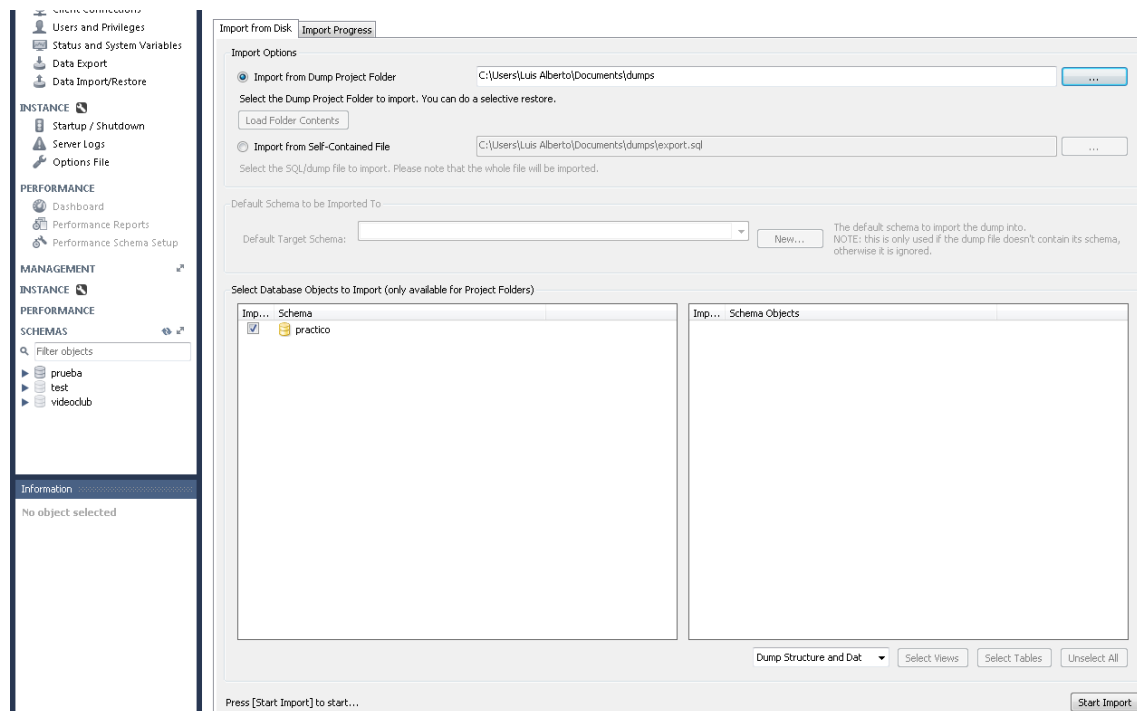 Client Connections
Users and Privileges
Status and System Variables
Data Export
Data Import/Restore
INSTANCE
Startup / Shutdown
Server Logs
Options File
PERFORMANCE
Dashboard
Performance Reports
Performance Schema Setup
MANAGEMENT
INSTANCE
PERFORMANCE
SCHEMAS
Filter objects
prueba
test
videoclub
Information
No object selected
Import from Disk Import Progress
Import Options
Import from Dump Project Folder C:\Users\Luis Alberto\Documents\dumps ...
Select the Dump Project Folder to import. You can do a selective restore.
Load Folder Contents
Import from Self-Contained File C:\Users\Luis Alberto\Documents\dumps\export.sql ...
Select the SQL/dump file to import. Please note that the whole file will be imported.
Default Schema to be Imported To
Default Target Schema: New...
The default schema to import the dump into.
NOTE: this is only used if the dump file doesn't contain its schema,
otherwise it is ignored.
Select Database Objects to Import (only available for Project Folders)
Imp... Schema
practico
Imp... Schema Objects
Dump Structure and Dat Select Views Select Tables Unselect All
Press [Start Import] to start... Start Import